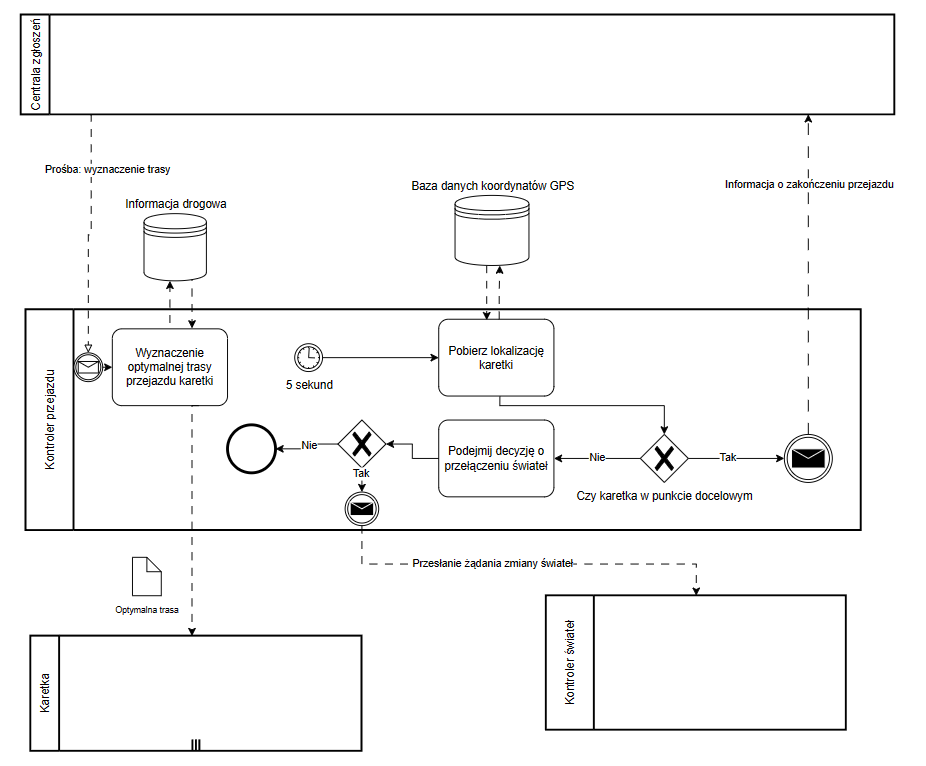 Centrala zgłoszeń
Prośba: wyznaczenie trasy
Informacja drogowa
Baza danych koordynatów GPS
Informacja o zakończeniu przejazdu
Kontroler przejazdu
Wyznaczenie
optymalnej trasy
przejazdu karetki
5 sekund
Pobierz lokalizację
karetki
Nie
Tak
Podejmij decyzję o
przełączeniu świateł
Nie
Tak
Czy karetka w punkcie docelowym
Przesłanie żądania zmiany świateł
Optymalna trasa
Karetka
Kontroler świateł